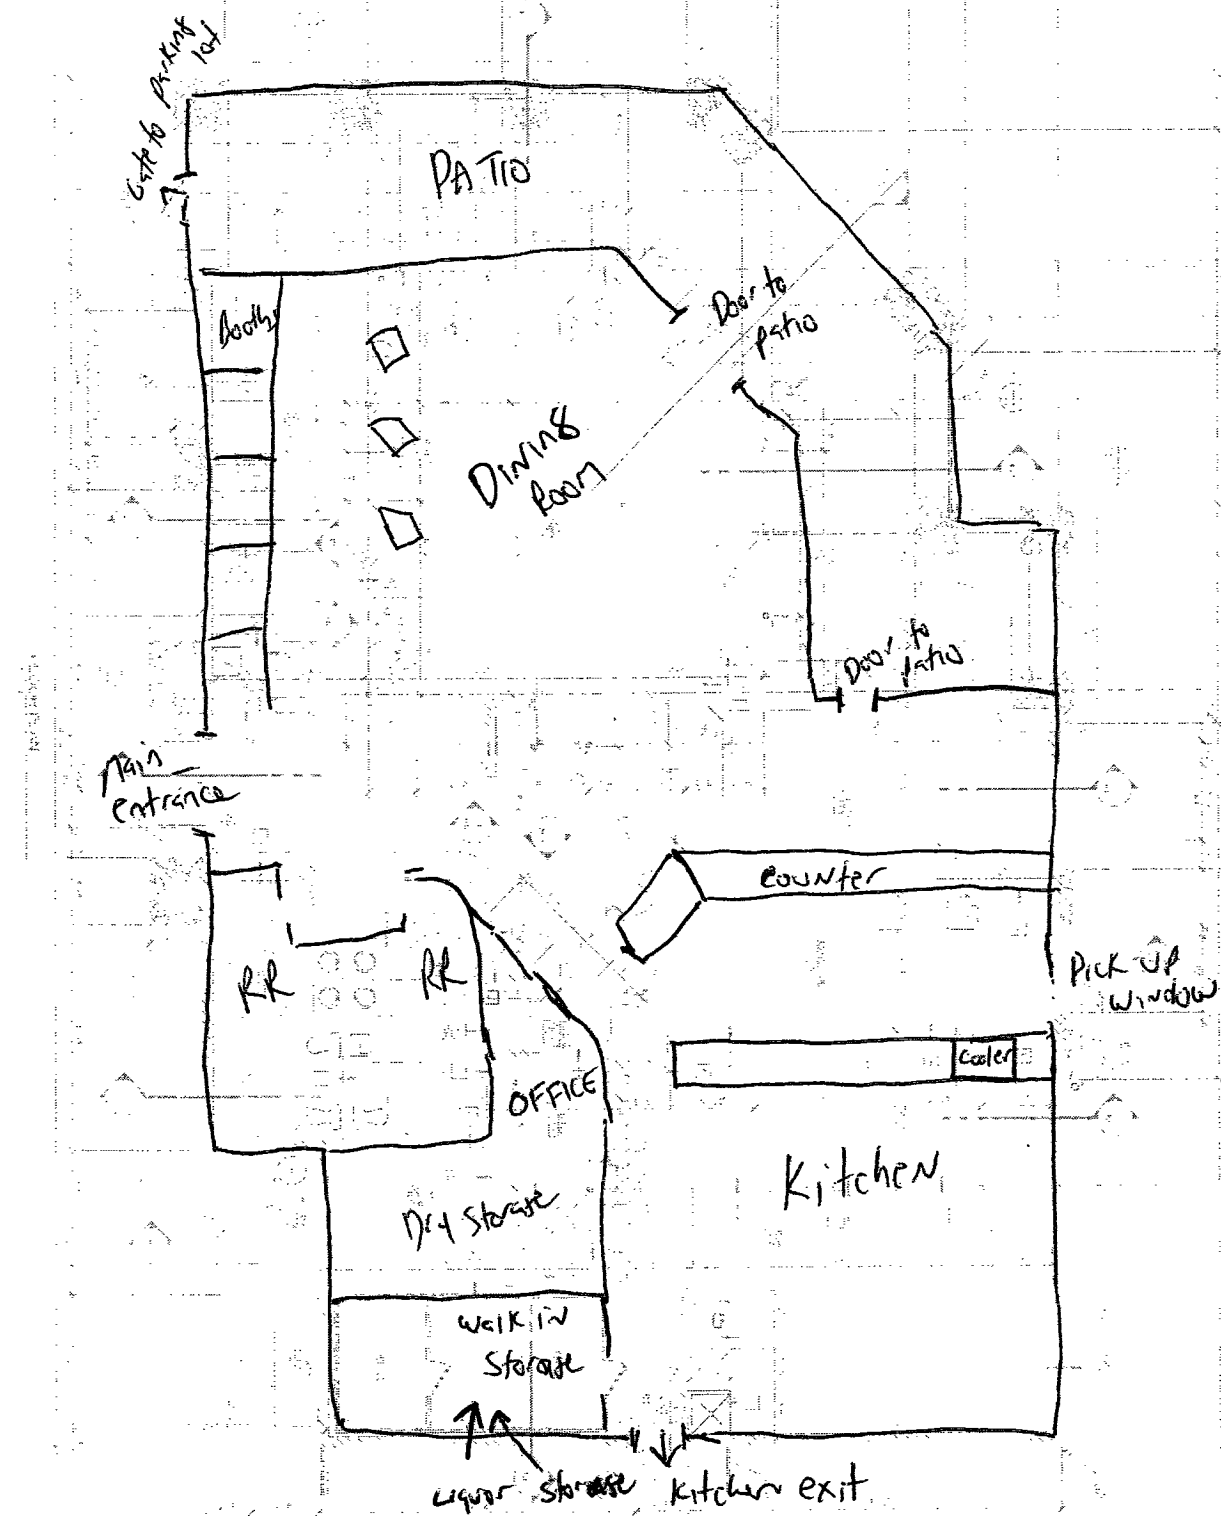 Gate to parking
lot
PATIO
Booths
Door to
patio
Dining
Room
Door to
patio
Main
entrance
counter
RR
RR
Pick-up
window
cooler
OFFICE
Kitchen
Dry storage
walk in
storage
Liquor storage
Kitchen exit